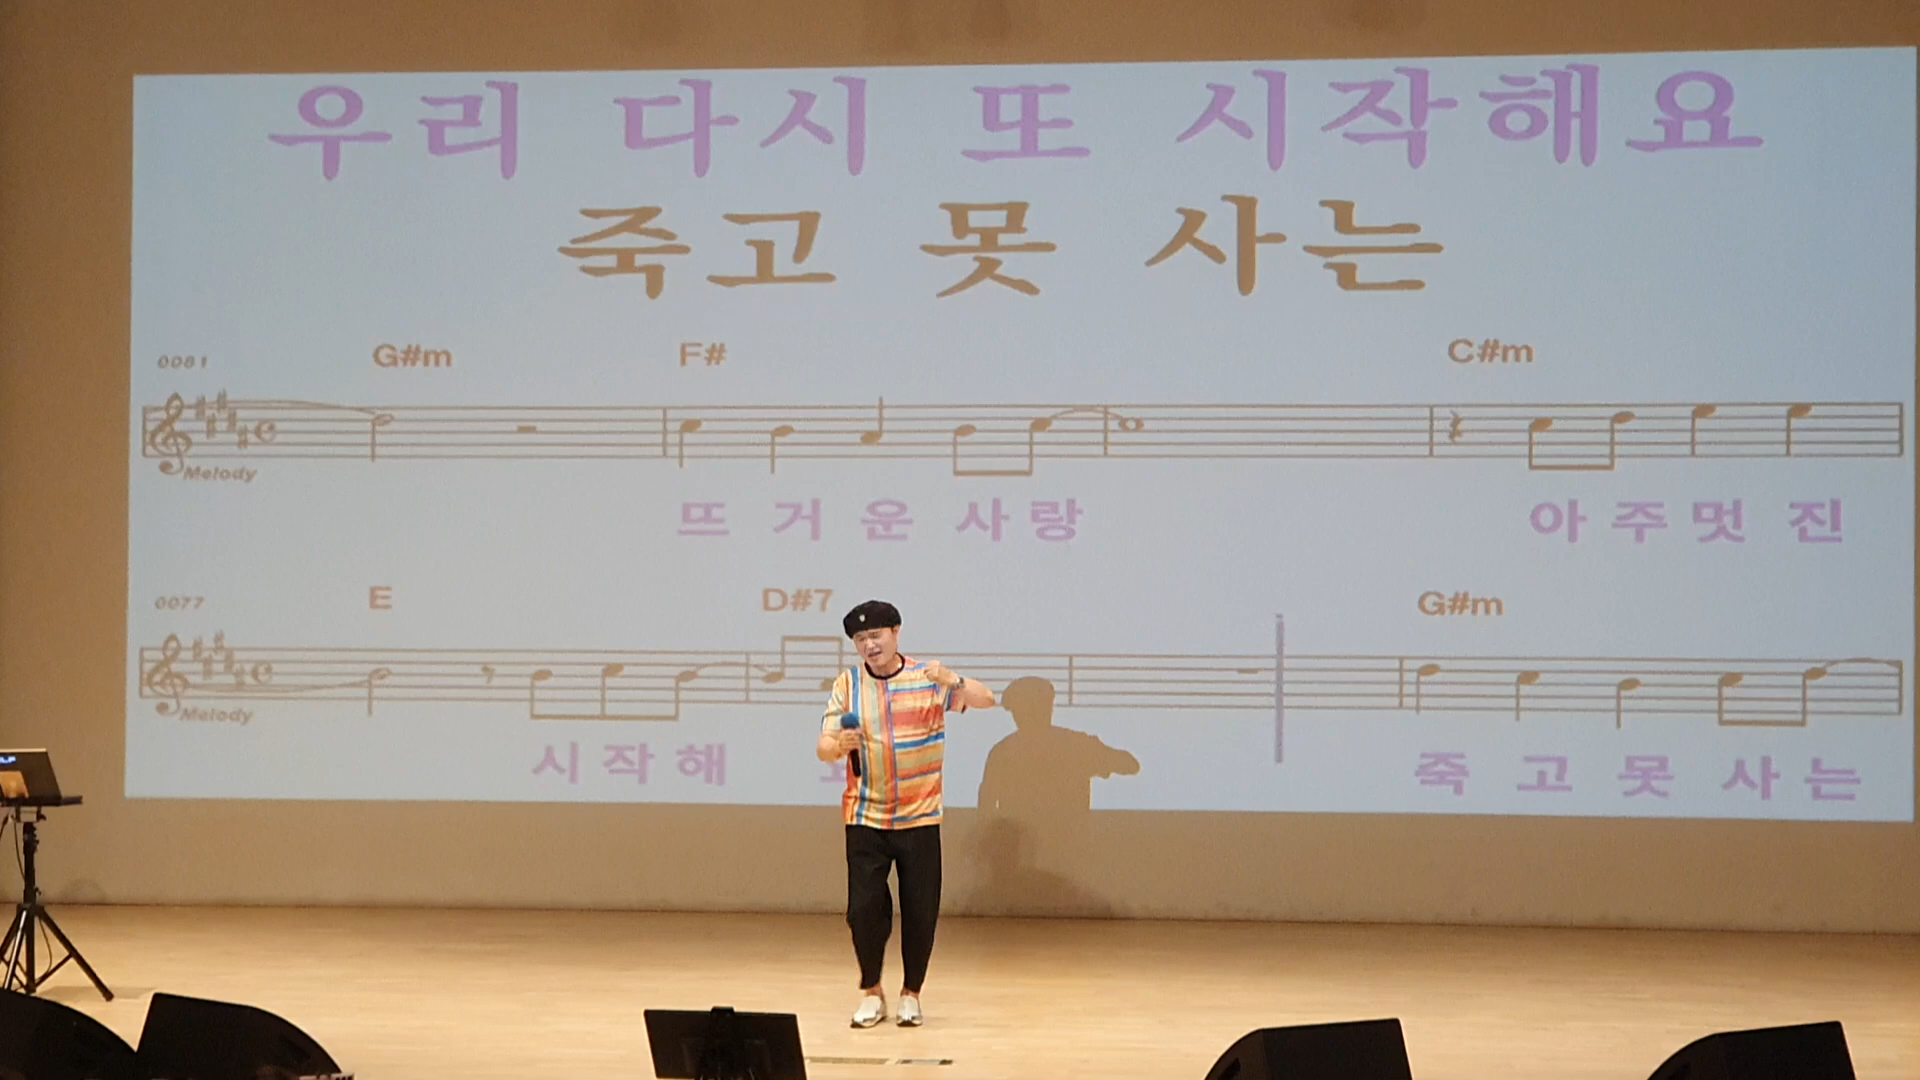 우리 다시 또 시작해요
죽고 못 사는
0081 G#m F# C#m
Melody
뜨 거 운 사 랑 아 주 멋 진
0077 E D#7 G#m
Melody
시 작 해 죽 고 못 사 는